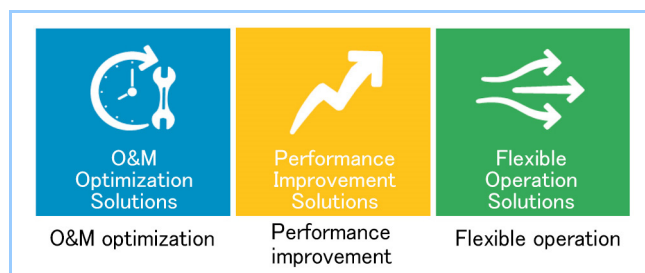 O&M
Optimization
Solutions
Performance
Improvement
Solutions
Flexible
Operation
Solutions
O&M optimization
Performance
improvement
Flexible operation